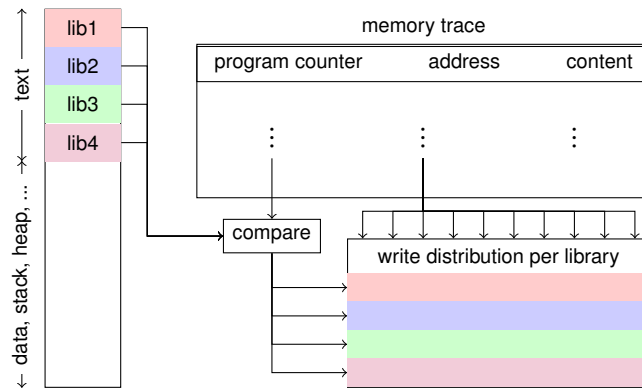 lib1
lib2
lib3
lib4
text
data, stack, heap, ...
memory trace
program counter address content
⋮ ⋮ ⋮
compare
write distribution per library